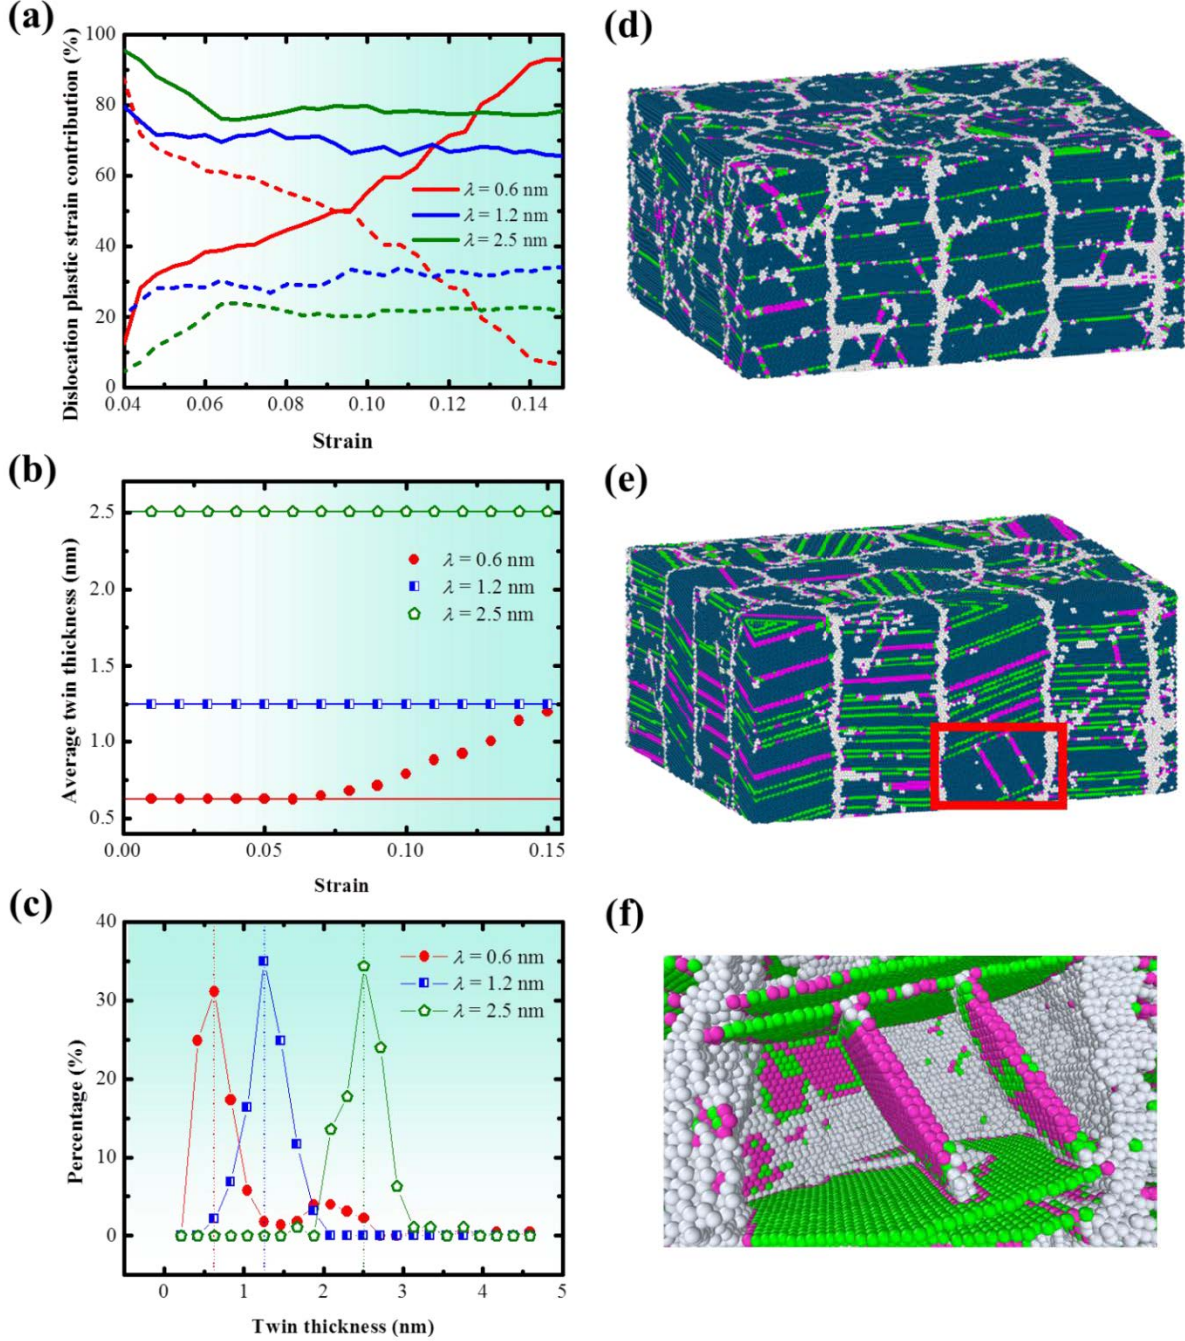 (a)
Dislocation plastic strain contribution (%)
100
80
60
40
20
0
λ = 0.6 nm
λ = 1.2 nm
λ = 2.5 nm
0.04
0.06
0.08
0.10
0.12
0.14
Strain
(b)
Average twin thickness (nm)
2.5
2.0
1.5
1.0
0.5
λ = 0.6 nm
λ = 1.2 nm
λ = 2.5 nm
0.00
0.05
0.10
0.15
Strain
(c)
Percentage (%)
40
30
20
10
0
λ = 0.6 nm
λ = 1.2 nm
λ = 2.5 nm
0
1
2
3
4
5
Twin thickness (nm)
(d)
(e)
(f)